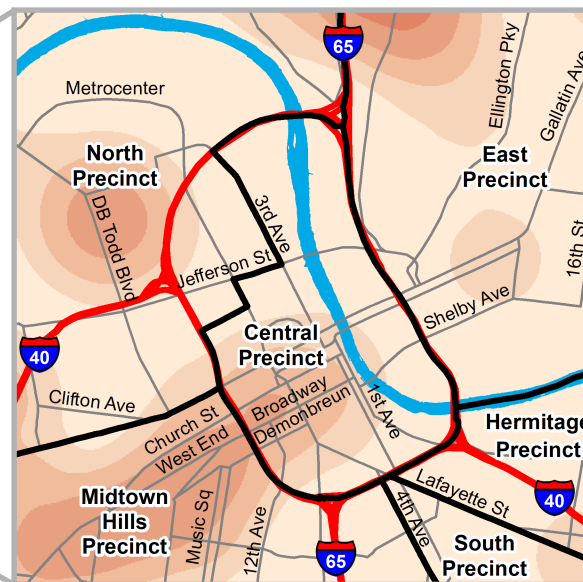 65
Ellington Pky
Gallatin Ave
Metrocenter
North
Precinct
East
Precinct
DB Todd Blvd
3rd Ave
16th St
Jefferson St
Shelby Ave
40
Central
Precinct
Clifton Ave
Broadway
Demonbreun
1st Ave
Church St
West End
Hermitage
Precinct
Midtown
Hills
Precinct
Music Sq
12th Ave
4th Ave
Lafayette St
40
65
South
Precinct